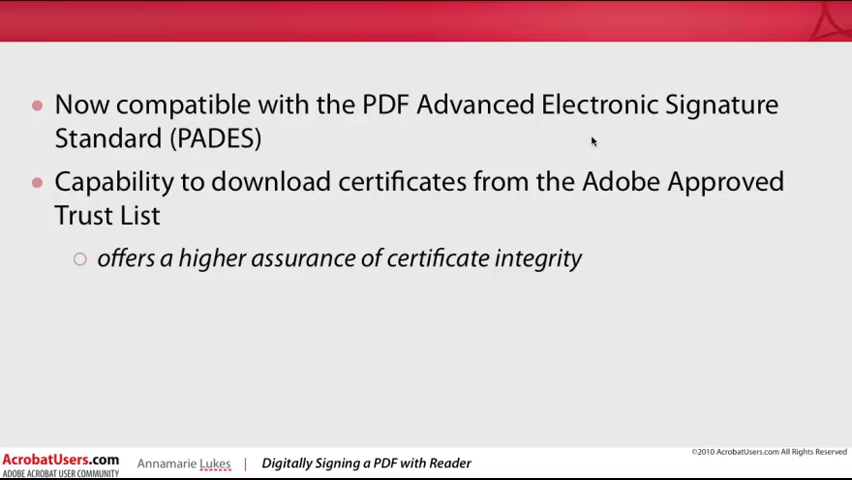 Now compatible with the PDF Advanced Electronic Signature
Standard (PADES)
Capability to download certificates from the Adobe Approved
Trust List
offers a higher assurance of certificate integrity
©2010 AcrobatUsers.com All Rights Reserved
AcrobatUsers.com
ADOBE ACROBAT USER COMMUNITY
Annamarie Lukes | Digitally Signing a PDF with Reader